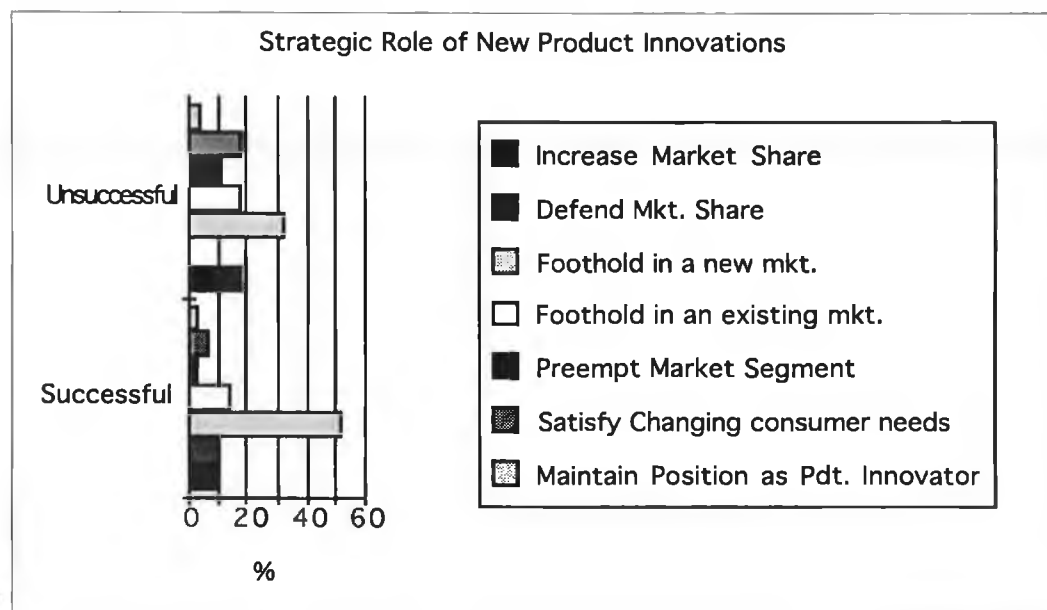 Strategic Role of New Product Innovations
Unsuccessful
Successful
0 20 40 60
%
Increase Market Share
Defend Mkt. Share
Foothold in a new mkt.
Foothold in an existing mkt.
Preempt Market Segment
Satisfy Changing consumer needs
Maintain Position as Pdt. Innovator